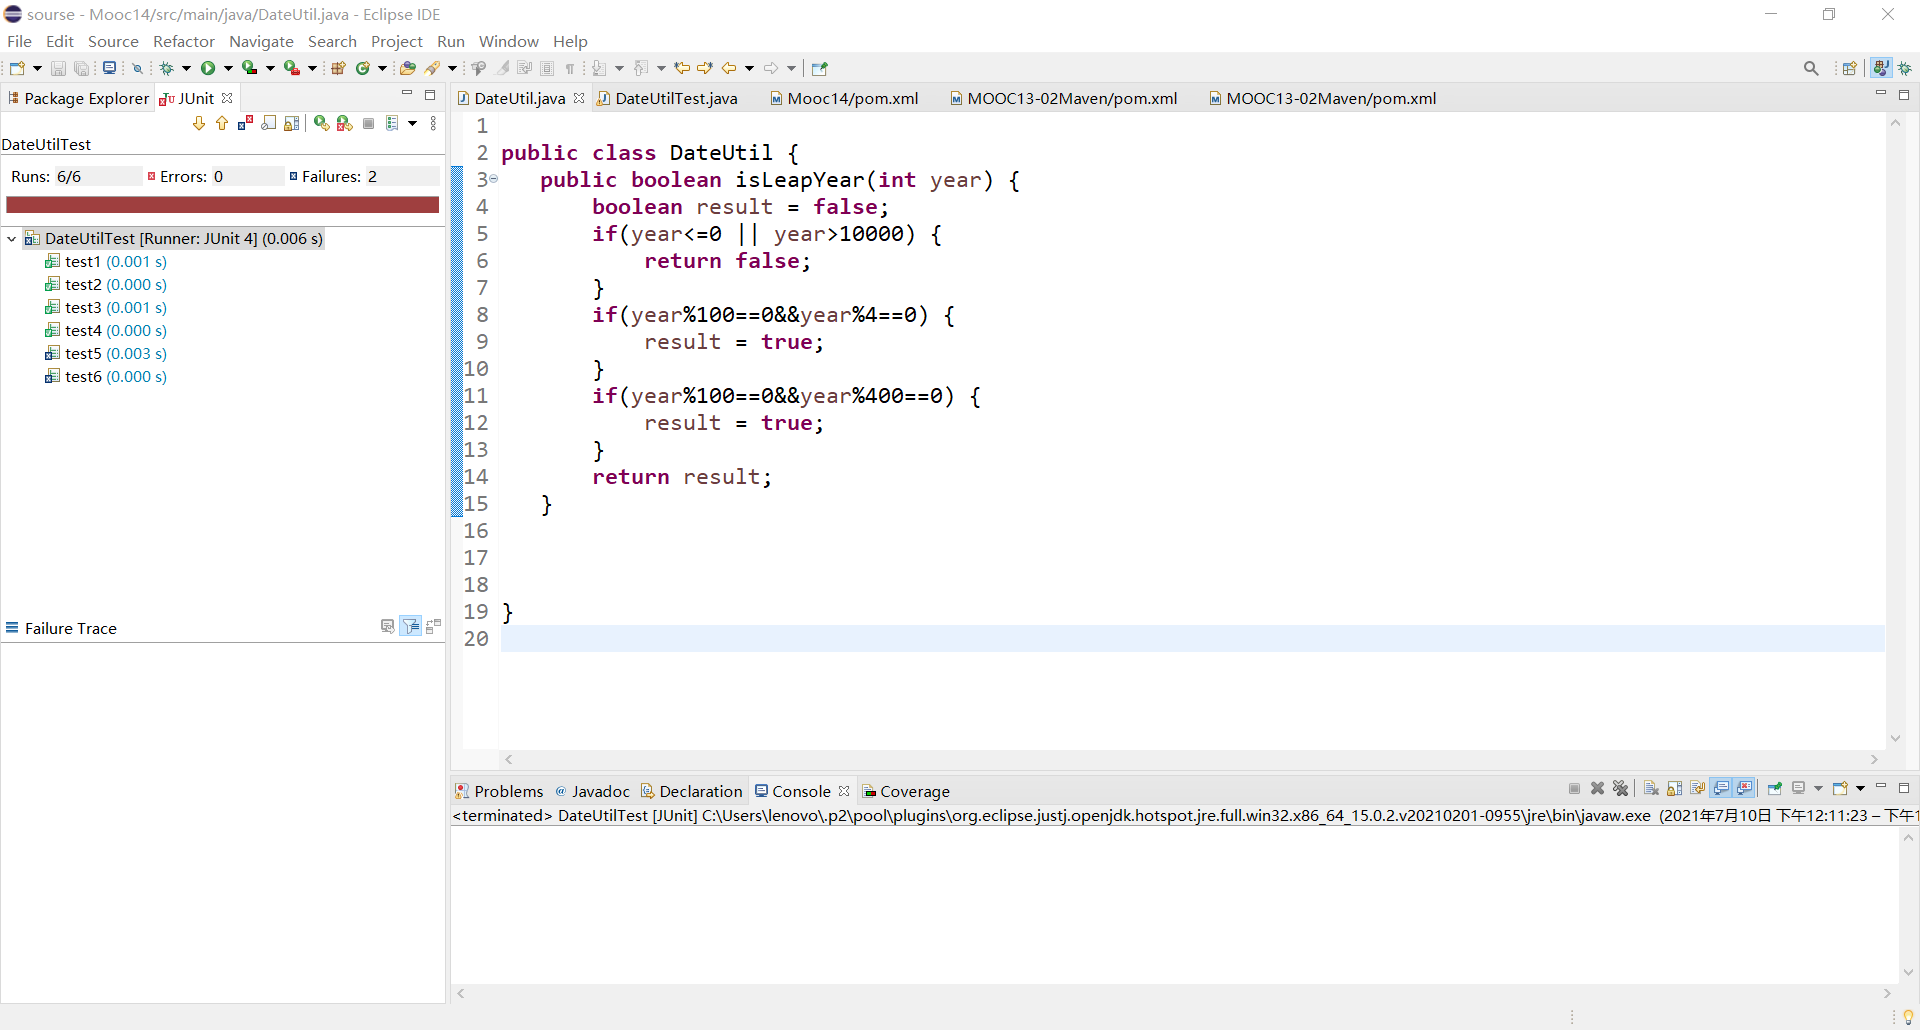 sourse - Mooc14/src/main/java/DateUtil.java - Eclipse IDE
File Edit Source Refactor Navigate Search Project Run Window Help
Package Explorer JUnit
DateUtil.java DateUtilTest.java Mooc14/pom.xml MOOC13-02Maven/pom.xml MOOC13-02Maven/pom.xml
DateUtilTest
Runs: 6/6 Errors: 0 Failures: 2
DateUtilTest [Runner: JUnit 4] (0.006 s)
test1 (0.001 s)
test2 (0.000 s)
test3 (0.001 s)
test4 (0.000 s)
test5 (0.003 s)
test6 (0.000 s)
Failure Trace
1
2 public class DateUtil {
3 public boolean isLeapYear(int year) {
4 boolean result = false;
5 if(year<=0 || year>10000) {
6 return false;
7 }
8 if(year%100==0&&year%4==0) {
9 result = true;
10 }
11 if(year%100==0&&year%400==0) {
12 result = true;
13 }
14 return result;
15 }
16
17
18
19 }
20
Problems @ Javadoc Declaration Console Coverage
<terminated> DateUtilTest [JUnit] C:\Users\lenovo\.p2\pool\plugins\org.eclipse.justj.openjdk.hotspot.jre.full.win32.x86_64_15.0.2.v20210201-0955\jre\bin\javaw.exe (2021年7月10日 下午12:11:23 – 下午1